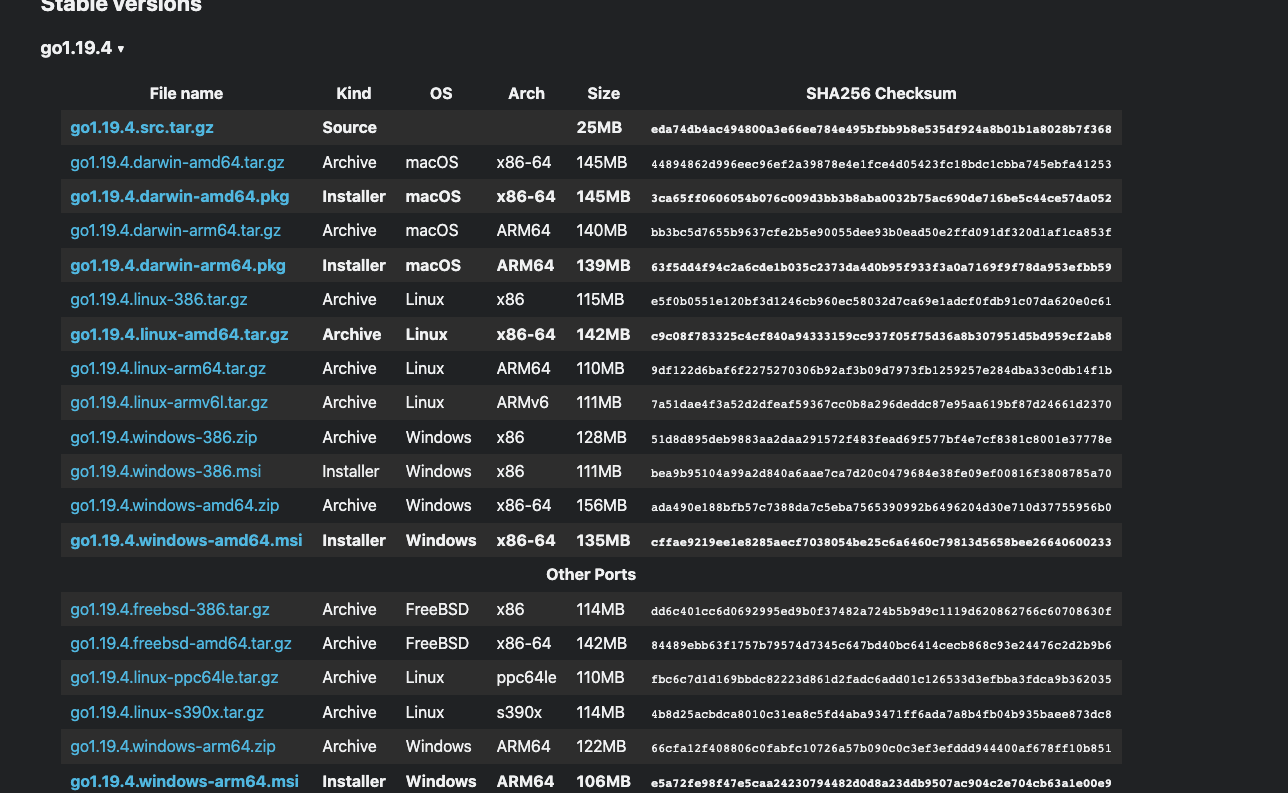 Stable versions
go1.19.4 ▾
File name Kind OS Arch Size SHA256 Checksum
go1.19.4.src.tar.gz Source 25MB eda74db4ac494800a3e66ee784e495bfbb9b8e535df924a8b01b1a8028b7f368
go1.19.4.darwin-amd64.tar.gz Archive macOS x86-64 145MB 44894862d996eec96ef2a39878e4e1fce4d05423fc18bdc1cbba745ebfa41253
go1.19.4.darwin-amd64.pkg Installer macOS x86-64 145MB 3ca65ff0606054b076c009d3bb3b8aba0032b75ac690de716be5c44ce57da052
go1.19.4.darwin-arm64.tar.gz Archive macOS ARM64 140MB bb3bc5d7655b9637cfe2b5e90055dee93b0ead50e2ffd091df320d1af1ca853f
go1.19.4.darwin-arm64.pkg Installer macOS ARM64 139MB 63f5dd4f94c2a6cde1b035c2373da4d0b95f933f3a0a7169f9f78da953efbb59
go1.19.4.linux-386.tar.gz Archive Linux x86 115MB e5f0b0551e120bf3d1246cb960ec58032d7ca69e1adcf0fdb91c07da620e0c61
go1.19.4.linux-amd64.tar.gz Archive Linux x86-64 142MB c9c08f783325c4cf840a94333159cc937f05f75d36a8b307951d5bd959cf2ab8
go1.19.4.linux-arm64.tar.gz Archive Linux ARM64 110MB 9df122d6baf6f2275270306b92af3b09d7973fb1259257e284dba33c0db14f1b
go1.19.4.linux-armv6l.tar.gz Archive Linux ARMv6 111MB 7a51dae4f3a52d2dfeaf59367cc0b8a296deddc87e95aa619bf87d24661d2370
go1.19.4.windows-386.zip Archive Windows x86 128MB 51d8d895deb9883aa2daa291572f483fead69f577bf4e7cf8381c8001e37778e
go1.19.4.windows-386.msi Installer Windows x86 111MB bea9b95104a99a2d840a6aae7ca7d20c0479684e38fe09ef00816f3808785a70
go1.19.4.windows-amd64.zip Archive Windows x86-64 156MB ada490e188bfb57c7388da7c5eba7565390992b6496204d30e710d37755956b0
go1.19.4.windows-amd64.msi Installer Windows x86-64 135MB cffae9219ee1e8285aecf7038054be25c6a6460c79813d5658bee26640600233
Other Ports
go1.19.4.freebsd-386.tar.gz Archive FreeBSD x86 114MB dd6c401cc6d0692995ed9b0f37482a724b5b9d9c1119d620862766c60708630f
go1.19.4.freebsd-amd64.tar.gz Archive FreeBSD x86-64 142MB 84489ebb63f1757b79574d7345c647bd40bc6414cecb868c93e24476c2d2b9b6
go1.19.4.linux-ppc64le.tar.gz Archive Linux ppc64le 110MB fbc6c7d1d169bbdc82223d861d2fadc6add01c126533d3efbba3fdca9b362035
go1.19.4.linux-s390x.tar.gz Archive Linux s390x 114MB 4b8d25acbdca8010c31ea8c5fd4aba93471ff6ada7a8b4fb04b935baee873dc8
go1.19.4.windows-arm64.zip Archive Windows ARM64 122MB 66cfa12f408806c0fabfc10726a57b090c0c3ef3efddd944400af678ff10b851
go1.19.4.windows-arm64.msi Installer Windows ARM64 106MB e5a72fe98f47e5caa24230794482d0d8a23ddb9507ac904c2e704cb63a1e00e9